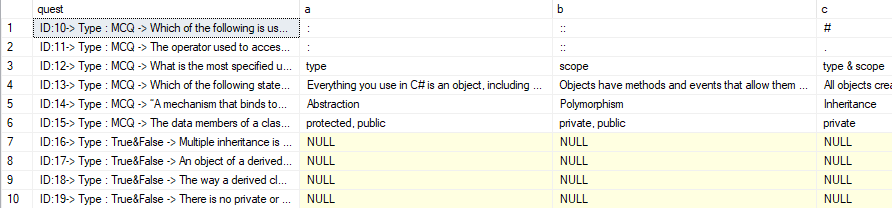 quest a b c
1 ID:10-> Type : MCQ -> Which of the following is us... : :: #
2 ID:11-> Type : MCQ -> The operator used to acces... : :: .
3 ID:12-> Type : MCQ -> What is the most specified u... type scope type & scope
4 ID:13-> Type : MCQ -> Which of the following state... Everything you use in C# is an object, including ... Objects have methods and events that allow them ... All objects crea
5 ID:14-> Type : MCQ -> "A mechanism that binds to... Abstraction Polymorphism Inheritance
6 ID:15-> Type : MCQ -> The data members of a clas... protected, public private, public private
7 ID:16-> Type : True&False -> Multiple inheritance is ... NULL NULL NULL
8 ID:17-> Type : True&False -> An object of a derived... NULL NULL NULL
9 ID:18-> Type : True&False -> The way a derived cl... NULL NULL NULL
10 ID:19-> Type : True&False -> There is no private or ... NULL NULL NULL